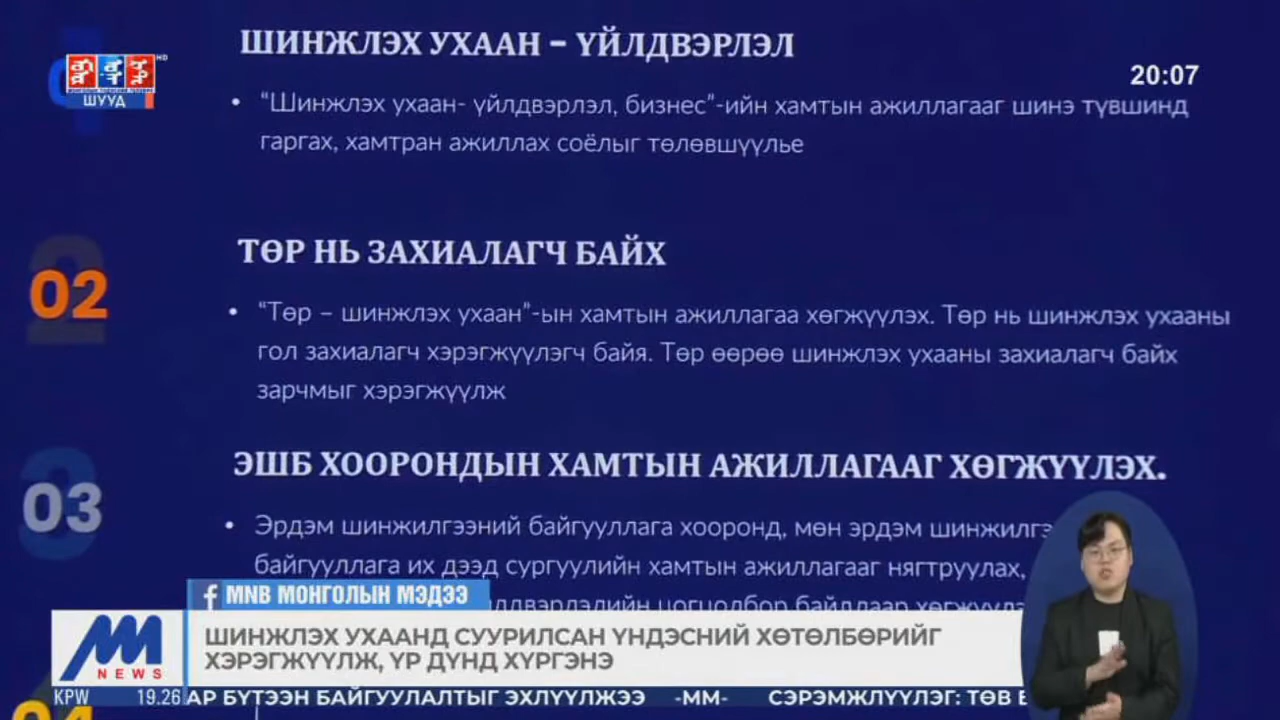 ШИНЖЛЭХ УХААН – ҮЙЛДВЭРЛЭЛ
HD
ШУУД
20:07
• “Шинжлэх ухаан- үйлдвэрлэл, бизнес”-ийн хамтын ажиллагааг шинэ түвшинд
гаргах, хамтран ажиллах соёлыг төлөвшүүлье
ТӨР НЬ ЗАХИАЛАГЧ БАЙХ
02
• “Төр – шинжлэх ухаан”-ын хамтын ажиллагаа хөгжүүлэх. Төр нь шинжлэх ухааны
гол захиалагч хэрэгжүүлэгч байя. Төр өөрөө шинжлэх ухааны захиалагч байх
зарчмыг хэрэгжүүлж
ЭШБ ХООРОНДЫН ХАМТЫН АЖИЛЛАГААГ ХӨГЖҮҮЛЭХ.
03
• Эрдэм шинжилгээний байгууллага хооронд, мөн эрдэм шинжилгэ
байгууллага их дээд сургуулийн хамтын ажиллагааг нягтруулах,
f MNB МОНГОЛЫН МЭДЭЭ
NEWS
ШИНЖЛЭХ УХААНД СУУРИЛСАН ҮНДЭСНИЙ ХӨТӨЛБӨРИЙГ
ХЭРЭГЖҮҮЛЖ, ҮР ДҮНД ХҮРГЭНЭ
KPW 19.26 АР БҮТЭЭН БАЙГУУЛАЛТЫГ ЭХЛҮҮЛЖЭЭ -ММ- СЭРЭМЖЛҮҮЛЭГ: ТӨВ
04